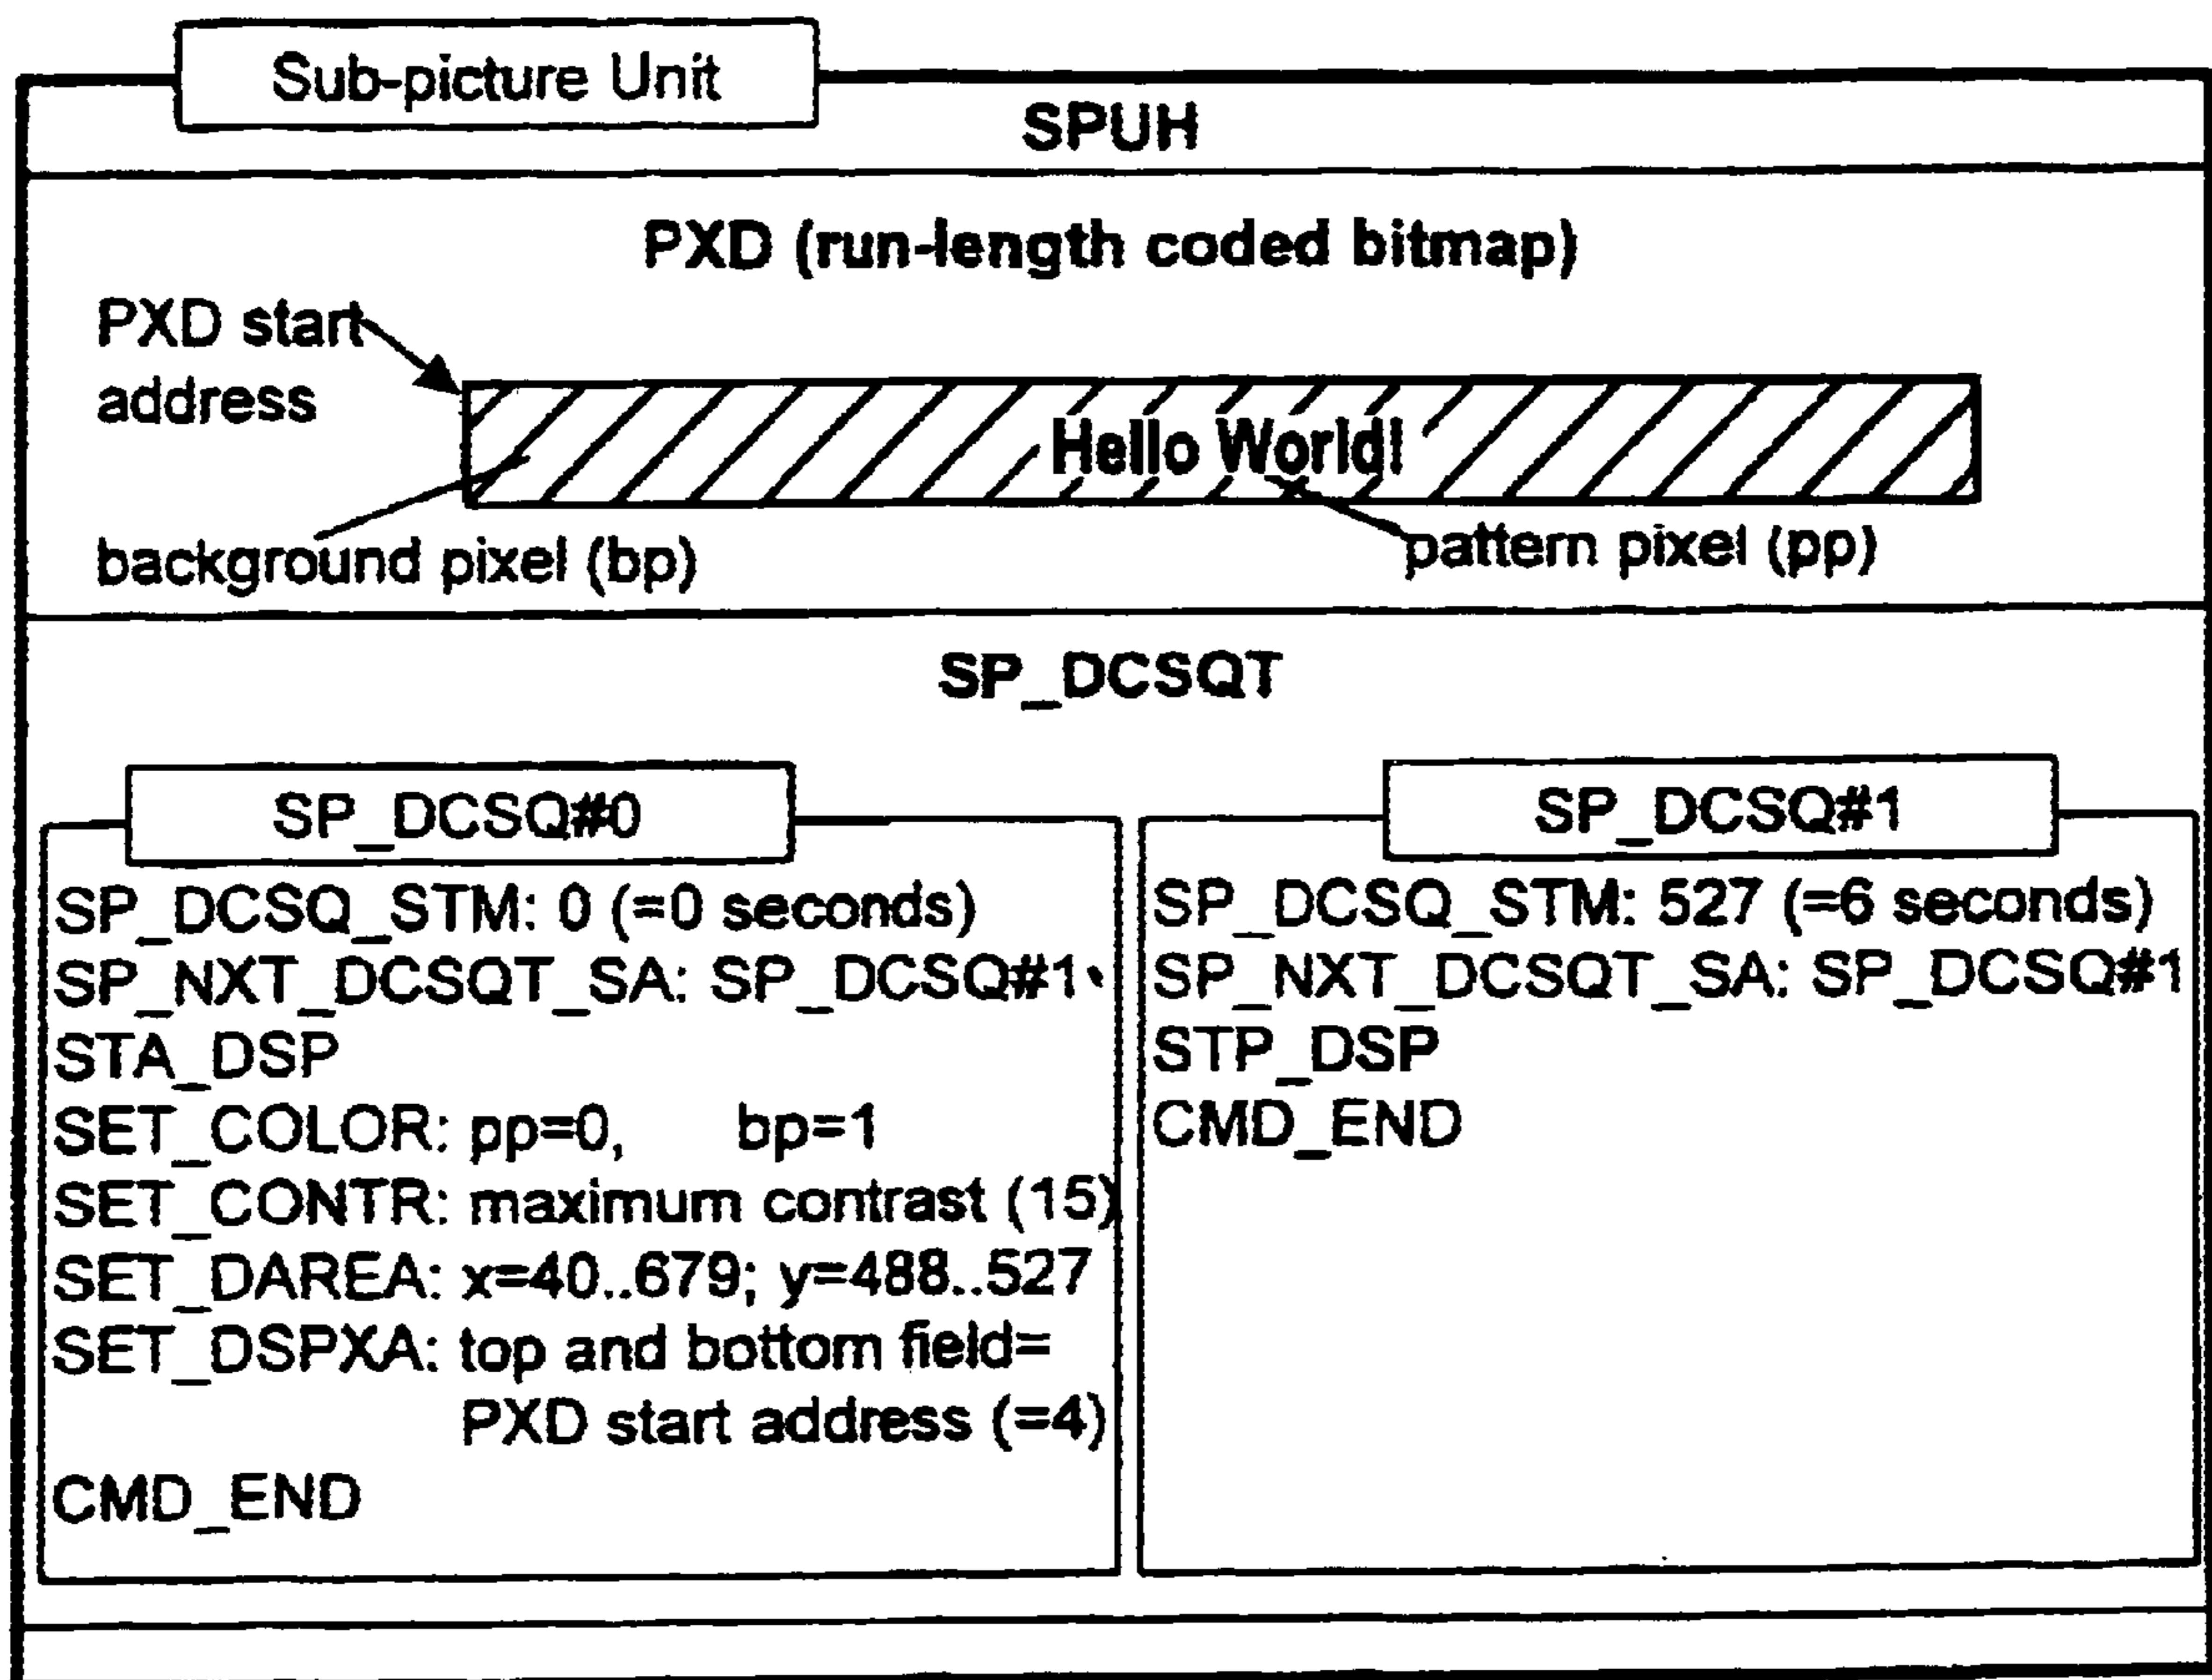 Sub-picture Unit
SPUH
PXD (run-length coded bitmap)
PXD start
address
Hello World!
background pixel (bp)
pattern pixel (pp)
SP_DCSQT
SP_DCSQ#0
SP_DCSQ_STM: 0 (=0 seconds)
SP_NXT_DCSQT_SA: SP_DCSQ#1
STA_DSP
SET_COLOR: pp=0, bp=1
SET_CONTR: maximum contrast (15)
SET_DAREA: x=40..679; y=488..527
SET_DSPXA: top and bottom field=
PXD start address (=4)
CMD_END
SP_DCSQ#1
SP_DCSQ_STM: 527 (=6 seconds)
SP_NXT_DCSQT_SA: SP_DCSQ#1
STP_DSP
CMD_END